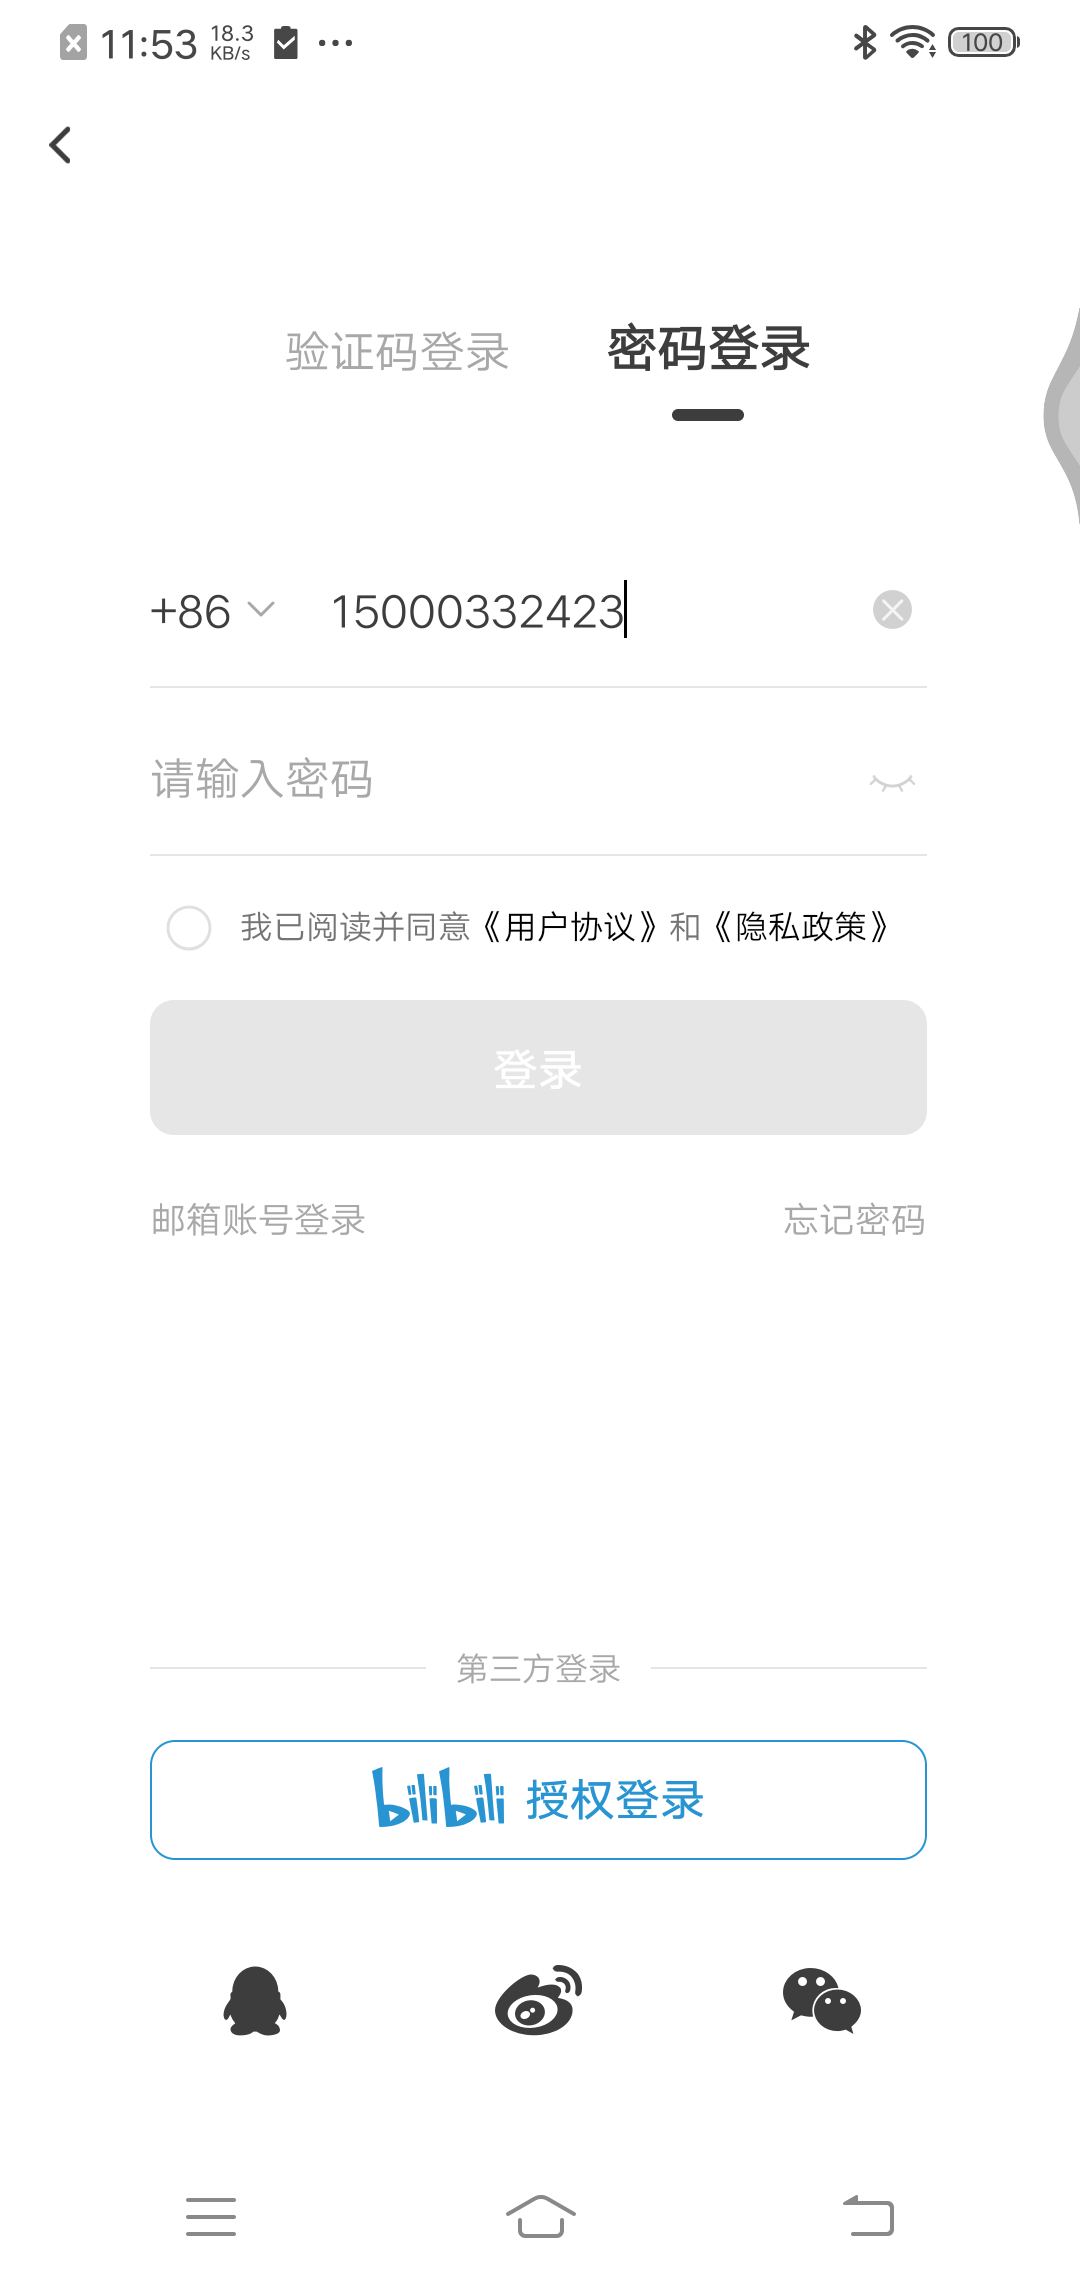 11:53 18.3 KB/s 100
验证码登录 密码登录
+86 15000332423
请输入密码
我已阅读并同意《用户协议》和《隐私政策》
登录
邮箱账号登录 忘记密码
第三方登录
bilibili 授权登录